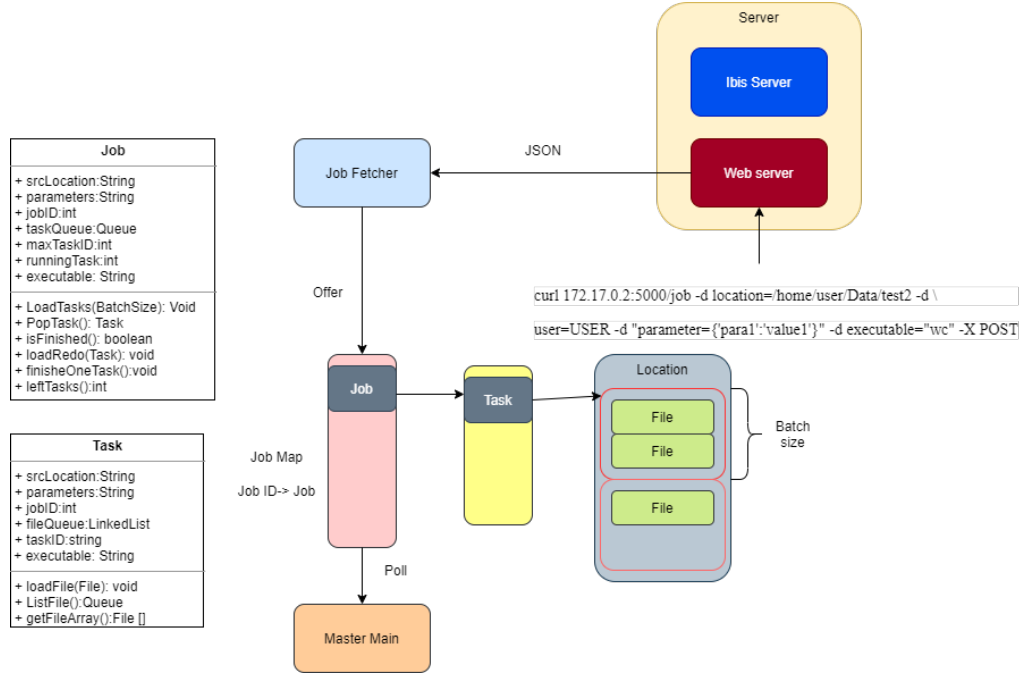 Server
Ibis Server
Web server
JSON
Job Fetcher
Offer
Job
+ srcLocation:String
+ parameters:String
+ jobID:int
+ taskQueue:Queue
+ maxTaskID:int
+ runningTask:int
+ executable: String
+ LoadTasks(BatchSize): Void
+ PopTask(): Task
+ isFinished(): boolean
+ loadRedo(Task): void
+ finisheOneTask():void
+ leftTasks():int
Task
+ srcLocation:String
+ parameters:String
+ jobID:int
+ fileQueue:LinkedList
+ taskID:string
+ executable: String
+ loadFile(File): void
+ ListFile():Queue
+ getFileArray():File []
curl 172.17.0.2:5000/job -d location=/home/user/Data/test2 -d \
user=USER -d "parameter={'para1':'value1'}" -d executable="wc" -X POST
Job
Job Map
Job ID-> Job
Task
Location
File
File
File
Batch
size
Poll
Master Main